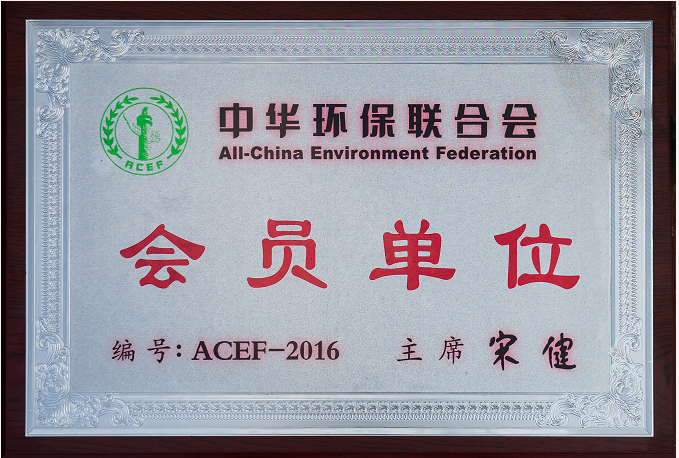 ACEF
中华环保联合会
All-China Environment Federation
会员单位
编号：ACEF-2016 主席 宋健